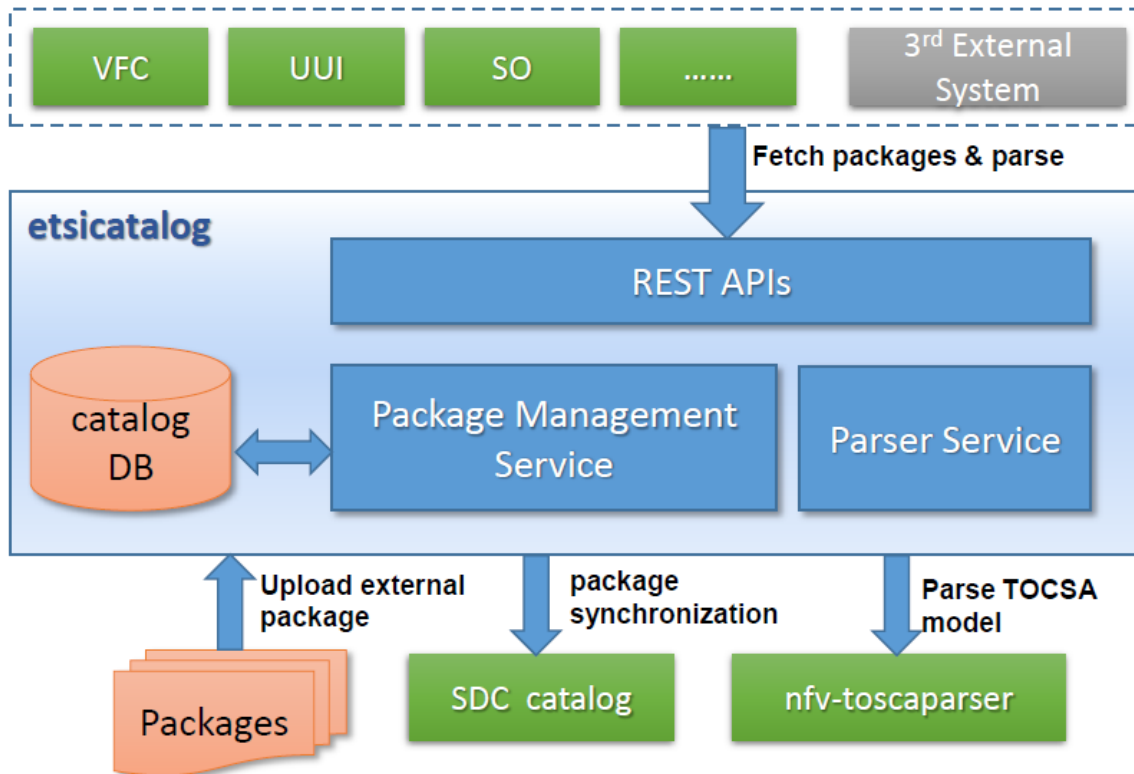 VFC
UUI
SO
......
3rd External
System
Fetch packages & parse
etsicatalog
REST APIs
catalog
DB
Package Management
Service
Parser Service
Upload external
package
package
synchronization
Parse TOCSA
model
Packages
SDC catalog
nfv-toscaparser